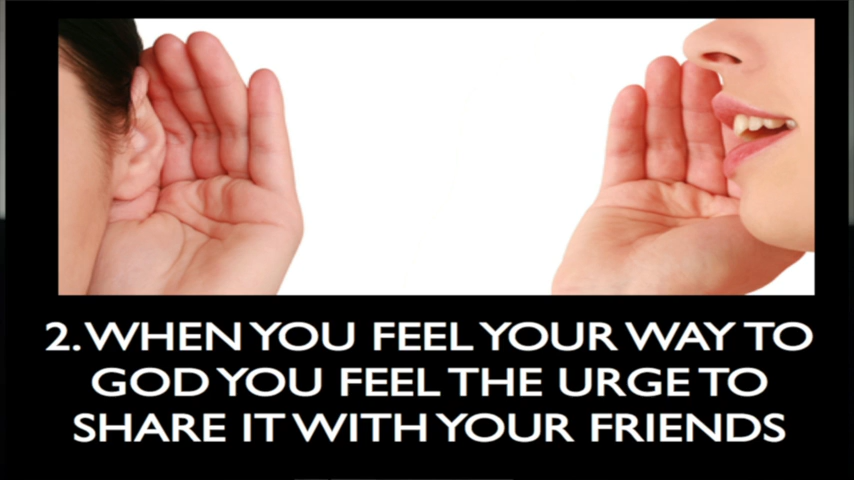 2. WHEN YOU FEEL YOUR WAY TO
GOD YOU FEEL THE URGE TO
SHARE IT WITH YOUR FRIENDS